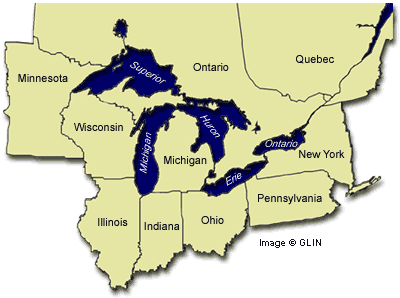 Superior
Ontario
Quebec
Minnesota
Wisconsin
Michigan
Huron
Michigan
Ontario
New York
Erie
Pennsylvania
Illinois
Indiana
Ohio
Image © GLIN